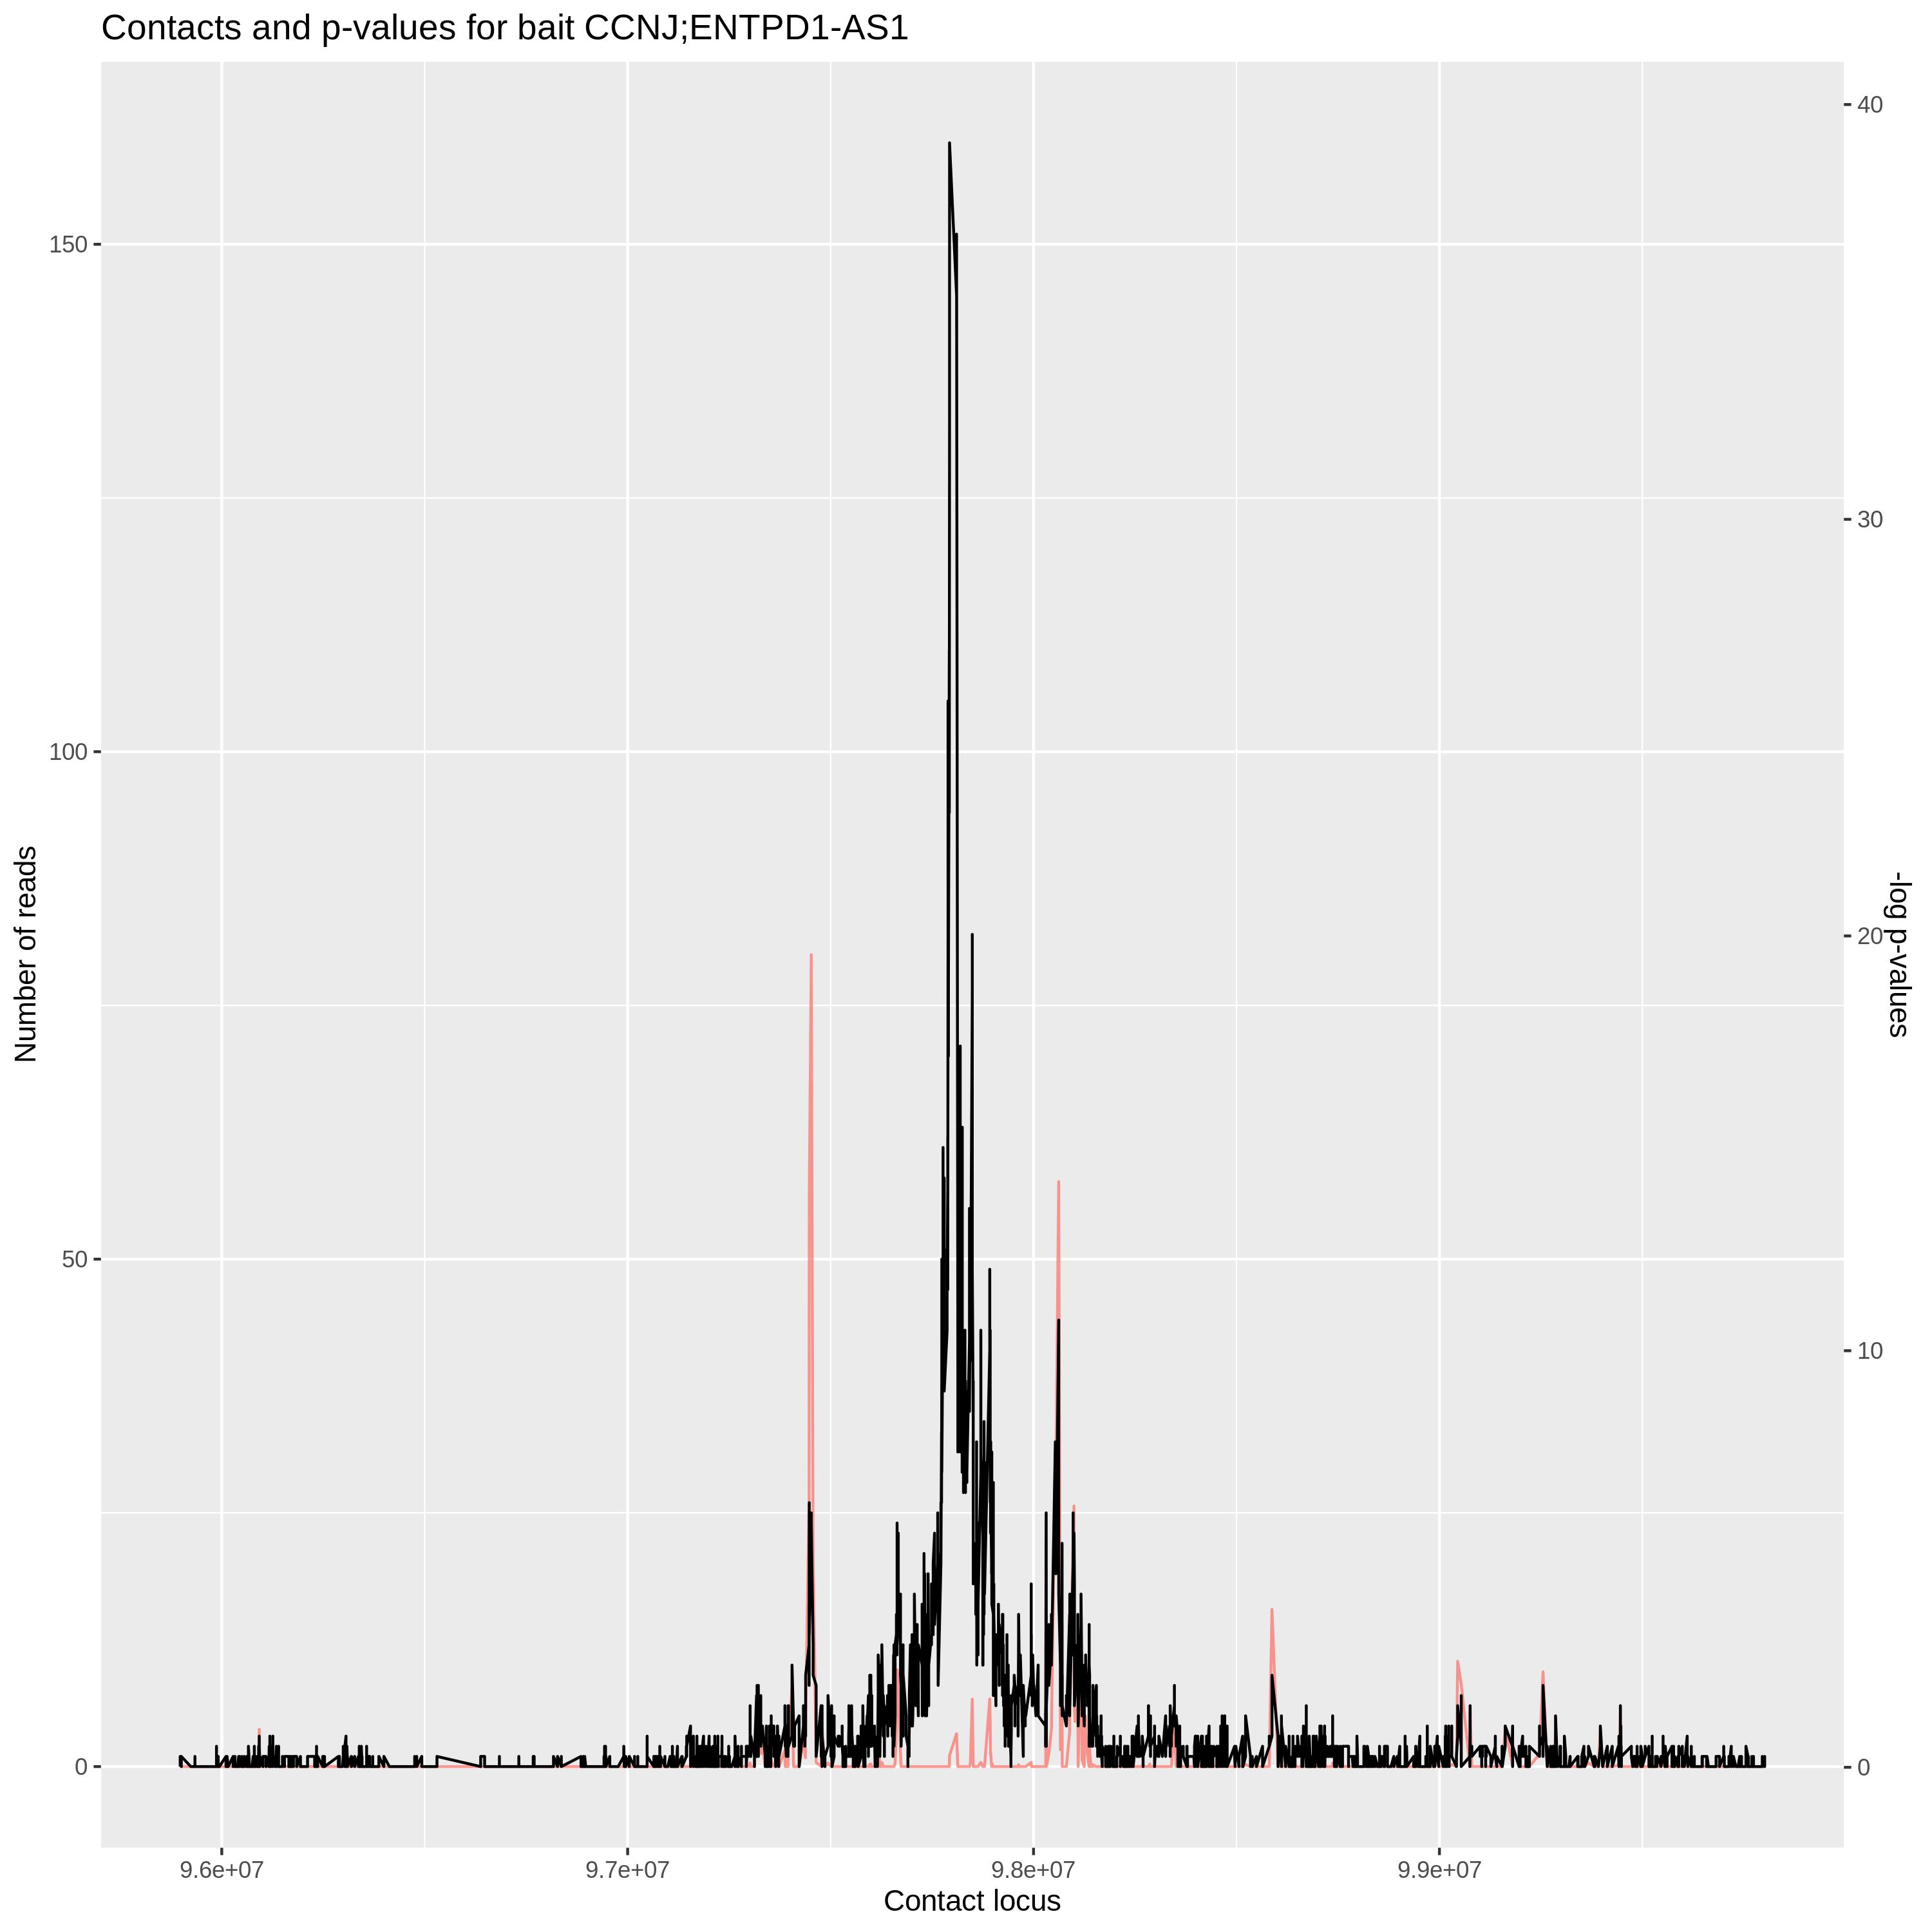 Contacts and p-values for bait CCNJ;ENTPD1-AS1
150
100
50
0
Number of reads
40
30
20
10
0
-log p-values
9.6e+07
9.7e+07
9.8e+07
9.9e+07
Contact locus